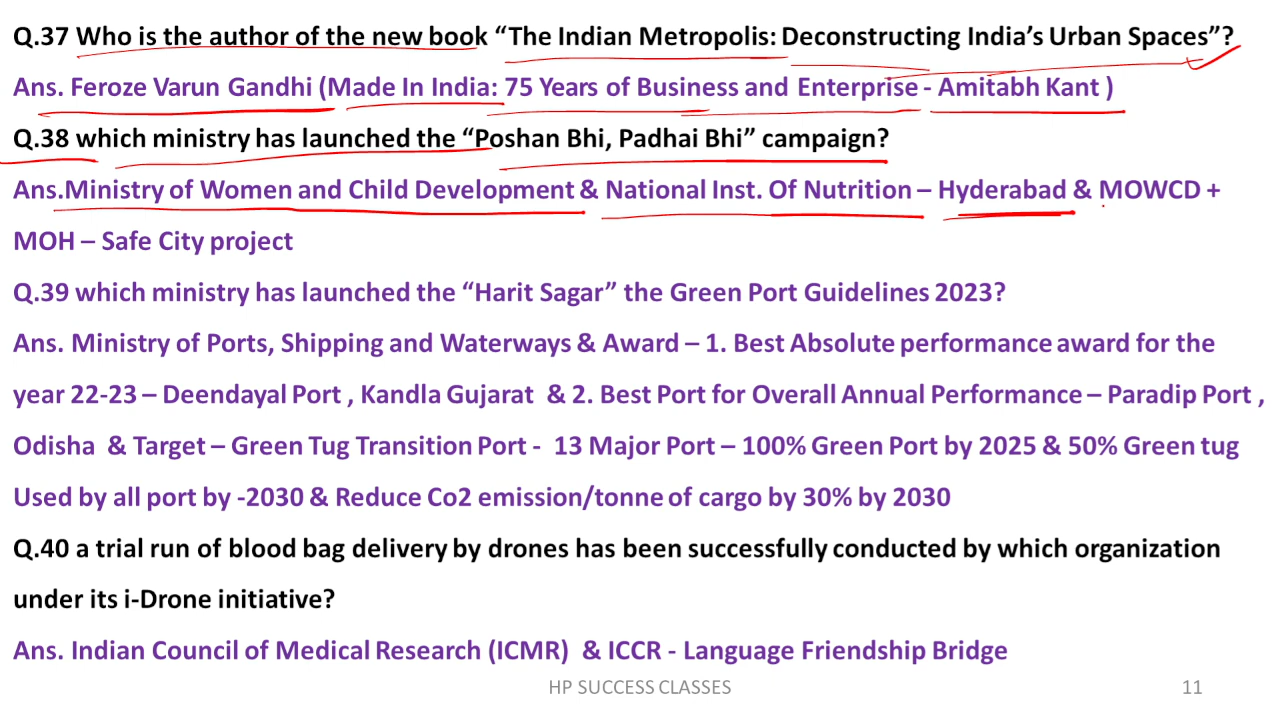 Q.37 Who is the author of the new book “The Indian Metropolis: Deconstructing India’s Urban Spaces”?
Ans. Feroze Varun Gandhi (Made In India: 75 Years of Business and Enterprise - Amitabh Kant )
Q.38 which ministry has launched the “Poshan Bhi, Padhai Bhi” campaign?
Ans.Ministry of Women and Child Development & National Inst. Of Nutrition – Hyderabad & MOWCD +
MOH – Safe City project
Q.39 which ministry has launched the “Harit Sagar” the Green Port Guidelines 2023?
Ans. Ministry of Ports, Shipping and Waterways & Award – 1. Best Absolute performance award for the
year 22-23 – Deendayal Port , Kandla Gujarat & 2. Best Port for Overall Annual Performance – Paradip Port ,
Odisha & Target – Green Tug Transition Port - 13 Major Port – 100% Green Port by 2025 & 50% Green tug
Used by all port by -2030 & Reduce Co2 emission/tonne of cargo by 30% by 2030
Q.40 a trial run of blood bag delivery by drones has been successfully conducted by which organization
under its i-Drone initiative?
Ans. Indian Council of Medical Research (ICMR) & ICCR - Language Friendship Bridge
HP SUCCESS CLASSES 11